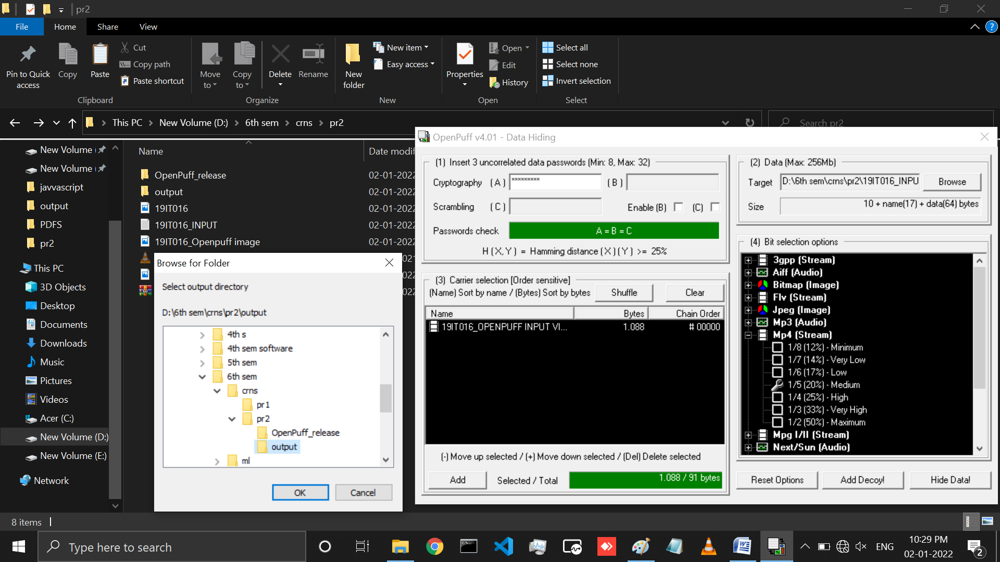 pr2
File Home Share View
Pin to Quick access
Copy
Paste
Cut
Copy path
Paste shortcut
Clipboard
Move to
Copy to
Delete
Rename
Organize
New folder
New item
Easy access
New
Properties
Open
Edit
History
Open
Select all
Select none
Invert selection
Select
This PC > New Volume (D:) > 6th sem > crns > pr2
Search pr2
New Volume
New Volume
javvascript
output
PDFS
pr2
This PC
3D Objects
Desktop
Documents
Downloads
Music
Pictures
Videos
Acer (C:)
New Volume (D:)
New Volume (E:)
Network
Name Date modif
OpenPuff_release 02-01-2022
output 02-01-2022
19IT016 02-01-2022
19IT016_INPUT 02-01-2022
19IT016_Openpuff image 02-01-2022
Browse for Folder
Select output directory
D:\6th sem\crns\pr2\output
4th s
4th sem software
5th sem
6th sem
crns
pr1
pr2
OpenPuff_release
output
ml
OK Cancel
OpenPuff v4.01 - Data Hiding
(1) Insert 3 uncorrelated data passwords (Min: 8, Max: 32)
Cryptography (A) ********* (B)
Scrambling (C) Enable (B) (C)
Passwords check A = B = C
H (X,Y) = Hamming distance (X)(Y) >= 25%
(2) Data (Max: 256Mb)
Target D:\6th sem\crns\pr2\19IT016_INPU Browse
Size 10 + name(17) + data(64) bytes
(3) Carrier selection [Order sensitive]
(Name) Sort by name / (Bytes) Sort by bytes Shuffle Clear
Name Bytes Chain Order
19IT016_OPENPUFF INPUT VI... 1.088 # 00000
(-) Move up selected / (+) Move down selected / (Del) Delete selected
Add Selected / Total 1.088 / 91 bytes
(4) Bit selection options
3gpp (Stream)
Aiff (Audio)
Bitmap (Image)
Flv (Stream)
Jpeg (Image)
Mp3 (Audio)
Mp4 (Stream)
1/8 (12%) - Minimum
1/7 (14%) - Very Low
1/6 (17%) - Low
1/5 (20%) - Medium
1/4 (25%) - High
1/3 (33%) - Very High
1/2 (50%) - Maximum
Mpg I/II (Stream)
Next/Sun (Audio)
Reset Options Add Decoy! Hide Data!
8 items
Type here to search
ENG
10:29 PM
02-01-2022
2